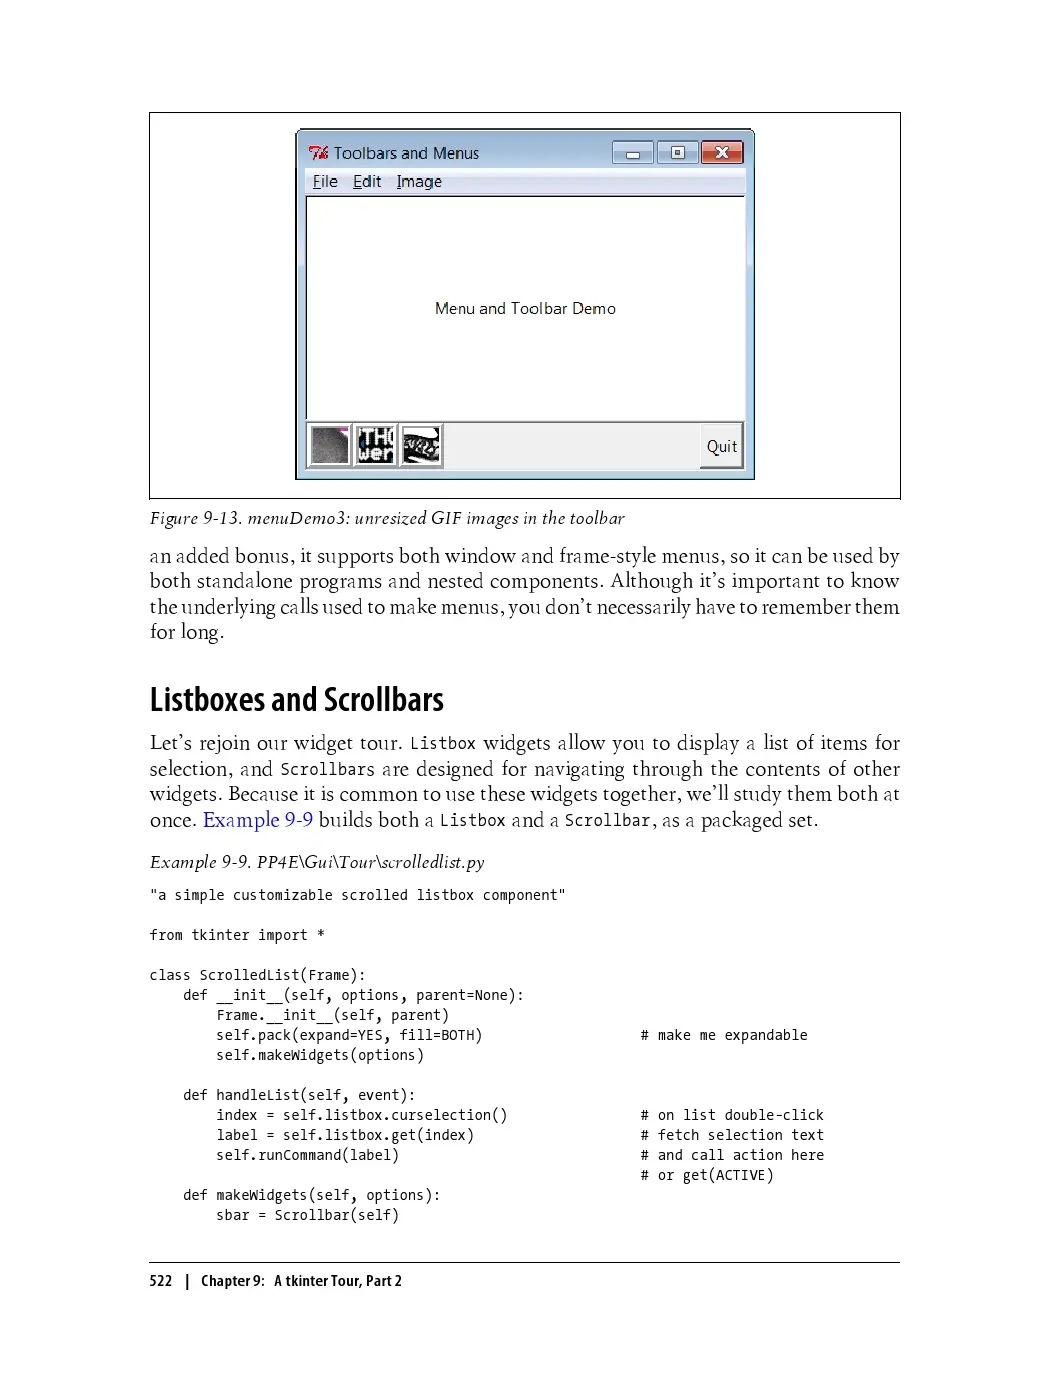 Toolbars and Menus
File Edit Image
Menu and Toolbar Demo
Quit
Figure 9-13. menuDemo3: unresized GIF images in the toolbar
an added bonus, it supports both window and frame-style menus, so it can be used by
both standalone programs and nested components. Although it's important to know
the underlying calls used to make menus, you don't necessarily have to remember them
for long.
Listboxes and Scrollbars
Let's rejoin our widget tour. Listbox widgets allow you to display a list of items for
selection, and Scrollbars are designed for navigating through the contents of other
widgets. Because it is common to use these widgets together, we'll study them both at
once. Example 9-9 builds both a Listbox and a Scrollbar, as a packaged set.
Example 9-9. PP4E\Gui\Tour\scrolledlist.py
"a simple customizable scrolled listbox component"
from tkinter import *
class ScrolledList(Frame):
    def __init__(self, options, parent=None):
        Frame.__init__(self, parent)
        self.pack(expand=YES, fill=BOTH)                   # make me expandable
        self.makeWidgets(options)
    def handleList(self, event):
        index = self.listbox.curselection()                # on list double-click
        label = self.listbox.get(index)                    # fetch selection text
        self.runCommand(label)                             # and call action here
                                                           # or get(ACTIVE)
    def makeWidgets(self, options):
        sbar = Scrollbar(self)
522 | Chapter 9: A tkinter Tour, Part 2